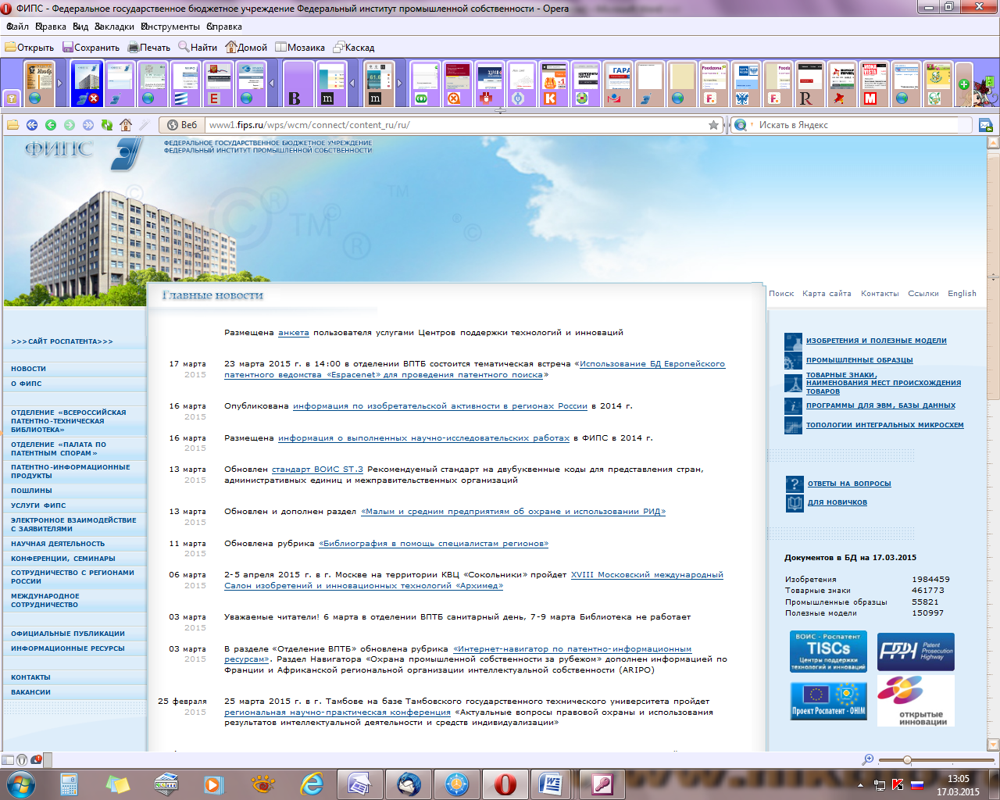 ФИПС - Федеральное государственное бюджетное учреждение Федеральный институт промышленной собственности - Opera
Файл Правка Вид Закладки Инструменты Справка
Открыть Сохранить Печать Найти Домой Мозаика Каскад
Веб www1.fips.ru/wps/wcm/connect/content_ru/ru/ Искать в Яндекс
ФИПС
ФЕДЕРАЛЬНОЕ ГОСУДАРСТВЕННОЕ БЮДЖЕТНОЕ УЧРЕЖДЕНИЕ
ФЕДЕРАЛЬНЫЙ ИНСТИТУТ ПРОМЫШЛЕННОЙ СОБСТВЕННОСТИ
Поиск Карта сайта Контакты Ссылки English
>>>САЙТ РОСПАТЕНТА>>>
НОВОСТИ
О ФИПС
ОТДЕЛЕНИЕ «ВСЕРОССИЙСКАЯ
ПАТЕНТНО-ТЕХНИЧЕСКАЯ
БИБЛИОТЕКА»
ОТДЕЛЕНИЕ «ПАЛАТА ПО
ПАТЕНТНЫМ СПОРАМ»
ПАТЕНТНО-ИНФОРМАЦИОННЫЕ
ПРОДУКТЫ
ПОШЛИНЫ
УСЛУГИ ФИПС
ЭЛЕКТРОННОЕ ВЗАИМОДЕЙСТВИЕ
С ЗАЯВИТЕЛЯМИ
НАУЧНАЯ ДЕЯТЕЛЬНОСТЬ
КОНФЕРЕНЦИИ, СЕМИНАРЫ
СОТРУДНИЧЕСТВО С РЕГИОНАМИ
РОССИИ
МЕЖДУНАРОДНОЕ
СОТРУДНИЧЕСТВО
ОФИЦИАЛЬНЫЕ ПУБЛИКАЦИИ
ИНФОРМАЦИОННЫЕ РЕСУРСЫ
КОНТАКТЫ
ВАКАНСИИ
Главные новости
Размещена анкета пользователя услугами Центров поддержки технологий и инноваций
17 марта 23 марта 2015 г. в 14:00 в отделении ВПТБ состоится тематическая встреча «Использование БД Европейского
2015 патентного ведомства «Espacenet» для проведения патентного поиска»
16 марта Опубликована информация по изобретательской активности в регионах России в 2014 г.
2015
16 марта Размещена информация о выполненных научно-исследовательских работах в ФИПС в 2014 г.
2015
13 марта Обновлен стандарт ВОИС ST.3 Рекомендуемый стандарт на двубуквенные коды для представления стран,
2015 административных единиц и межправительственных организаций
13 марта Обновлен и дополнен раздел «Малым и средним предприятиям об охране и использовании РИД»
2015
11 марта Обновлена рубрика «Библиография в помощь специалистам регионов»
2015
06 марта 2-5 апреля 2015 г. в г. Москве на территории КВЦ «Сокольники» пройдет XVIII Московский международный
2015 Салон изобретений и инновационных технологий «Архимед»
03 марта Уважаемые читатели! 6 марта в отделении ВПТБ санитарный день, 7-9 марта Библиотека не работает
2015
03 марта В разделе «Отделение ВПТБ» обновлена рубрика «Интернет-навигатор по патентно-информационным
2015 ресурсам». Раздел Навигатора «Охрана промышленной собственности за рубежом» дополнен информацией по
Франции и Африканской региональной организации интеллектуальной собственности (ARIPO)
25 февраля 25 марта 2015 г. в г. Тамбове на базе Тамбовского государственного технического университета пройдет
2015 региональная научно-практическая конференция «Актуальные вопросы правовой охраны и использования
результатов интеллектуальной деятельности и средств индивидуализации»
ИЗОБРЕТЕНИЯ И ПОЛЕЗНЫЕ МОДЕЛИ
ПРОМЫШЛЕННЫЕ ОБРАЗЦЫ
ТОВАРНЫЕ ЗНАКИ,
НАИМЕНОВАНИЯ МЕСТ ПРОИСХОЖДЕНИЯ
ТОВАРОВ
ПРОГРАММЫ ДЛЯ ЭВМ, БАЗЫ ДАННЫХ
ТОПОЛОГИИ ИНТЕГРАЛЬНЫХ МИКРОСХЕМ
ОТВЕТЫ НА ВОПРОСЫ
ДЛЯ НОВИЧКОВ
Документов в БД на 17.03.2015
Изобретения 1984459
Товарные знаки 461773
Промышленные образцы 55821
Полезные модели 150997
ВОИС - Роспатент
TISCs
Центры поддержки
технологий и инноваций
PPH Patent
Prosecution
Highway
Проект Роспатент - OHIM
открытые
инновации
13:05
17.03.2015